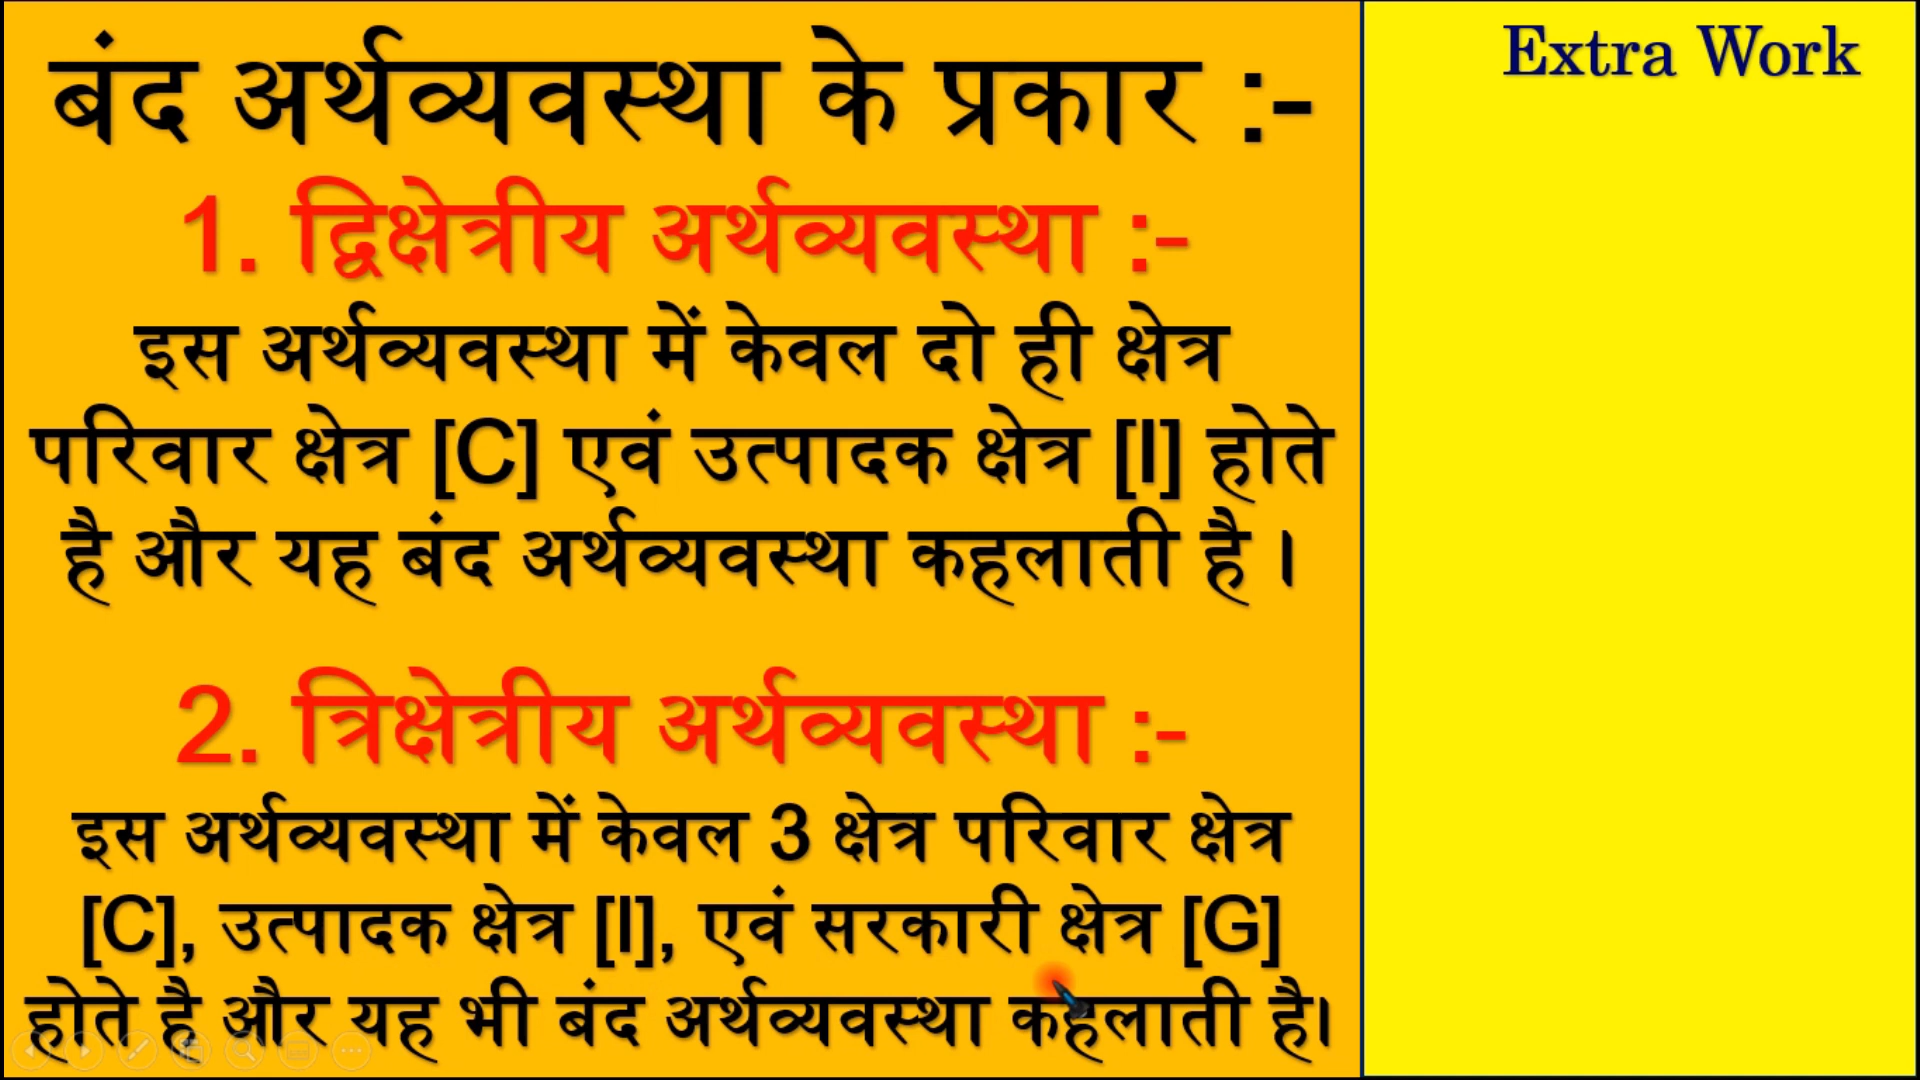 बंद अर्थव्यवस्था के प्रकार :-
Extra Work
1. द्विक्षेत्रीय अर्थव्यवस्था :-
इस अर्थव्यवस्था में केवल दो ही क्षेत्र
परिवार क्षेत्र [C] एवं उत्पादक क्षेत्र [I] होते
है और यह बंद अर्थव्यवस्था कहलाती है ।
2. त्रिक्षेत्रीय अर्थव्यवस्था :-
इस अर्थव्यवस्था में केवल 3 क्षेत्र परिवार क्षेत्र
[C], उत्पादक क्षेत्र [I], एवं सरकारी क्षेत्र [G]
होते है और यह भी बंद अर्थव्यवस्था कहलाती है।